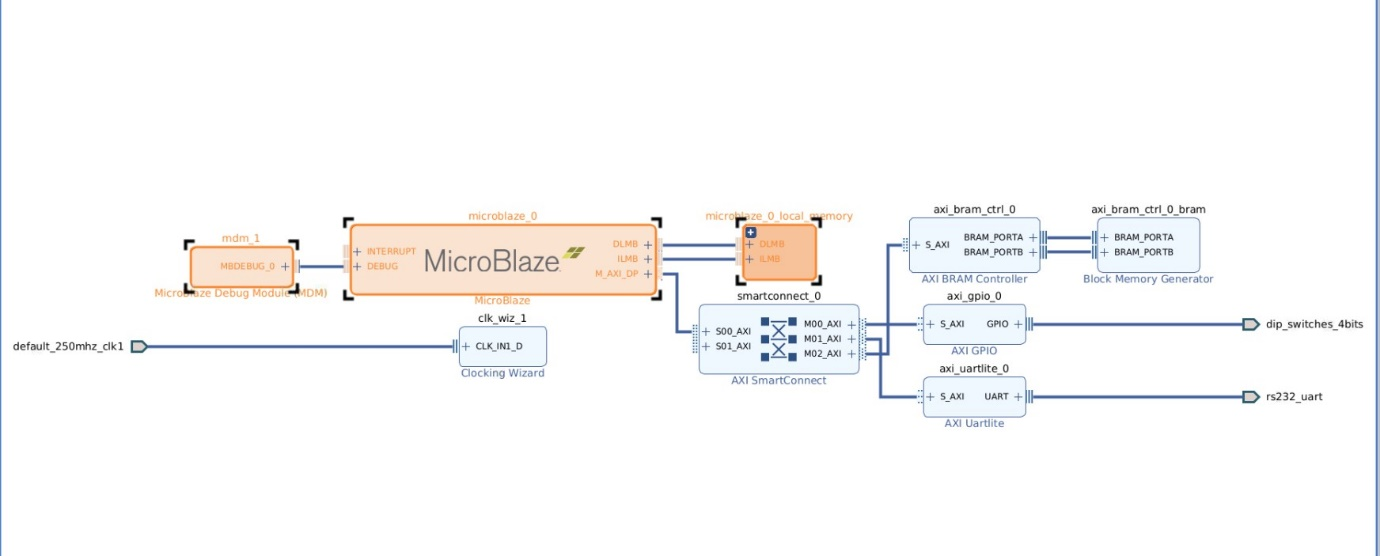 mdm_1
MBDEBUG_0
Microblaze Debug Module (MDM)
microblaze_0
INTERRUPT
DEBUG
MicroBlaze
DLMB
ILMB
M_AXI_DP
MicroBlaze
microblaze_0_local_memory
DLMB
ILMB
default_250mhz_clk1
clk_wiz_1
CLK_IN1_D
Clocking Wizard
smartconnect_0
S00_AXI
S01_AXI
M00_AXI
M01_AXI
M02_AXI
AXI SmartConnect
axi_bram_ctrl_0
S_AXI
BRAM_PORTA
BRAM_PORTB
AXI BRAM Controller
axi_bram_ctrl_0_bram
BRAM_PORTA
BRAM_PORTB
Block Memory Generator
axi_gpio_0
S_AXI
GPIO
AXI GPIO
dip_switches_4bits
axi_uartlite_0
S_AXI
UART
AXI Uartlite
rs232_uart